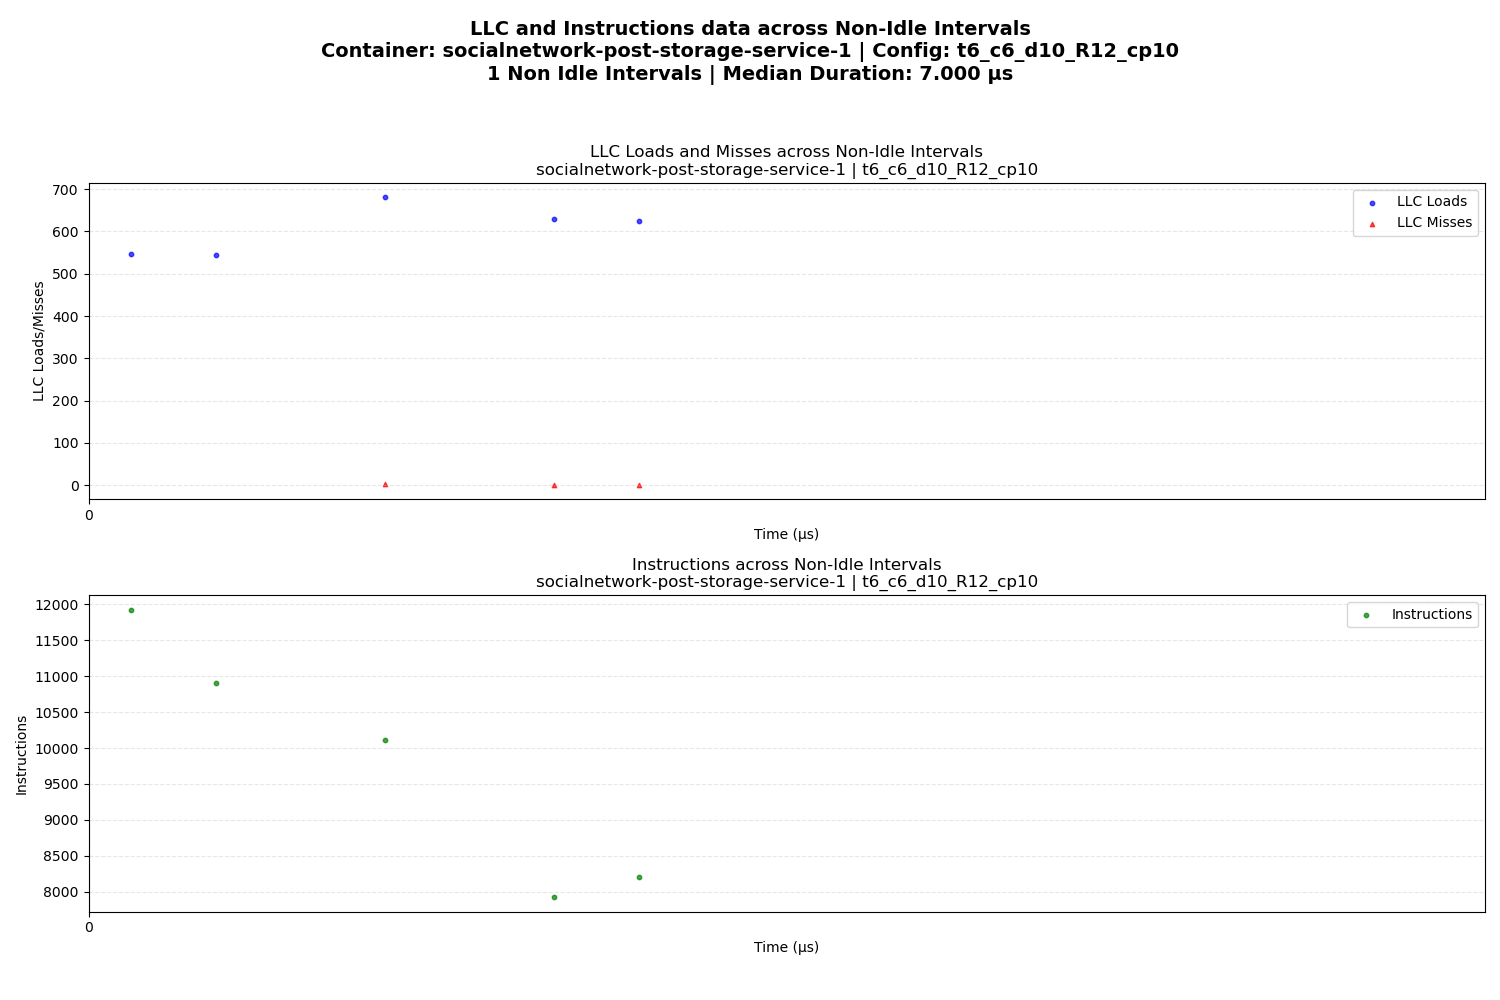 LLC and Instructions data across Non-Idle Intervals
Container: socialnetwork-post-storage-service-1 | Config: t6_c6_d10_R12_cp10
1 Non Idle Intervals | Median Duration: 7.000 µs
LLC Loads and Misses across Non-Idle Intervals
socialnetwork-post-storage-service-1 | t6_c6_d10_R12_cp10
LLC Loads/Misses
700
600
500
400
300
200
100
0
LLC Loads
LLC Misses
0
Time (µs)
Instructions across Non-Idle Intervals
socialnetwork-post-storage-service-1 | t6_c6_d10_R12_cp10
Instructions
12000
11500
11000
10500
10000
9500
9000
8500
8000
Instructions
0
Time (µs)